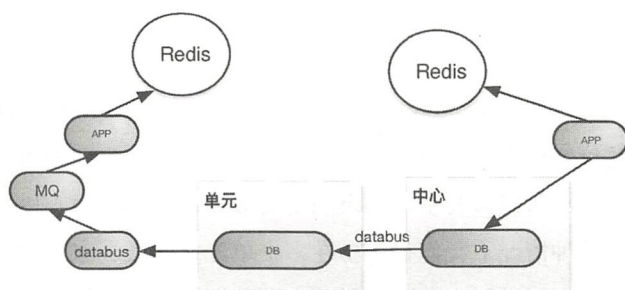 Redis
Redis
APP
APP
MQ
单元
中心
databus
databus
DB
DB